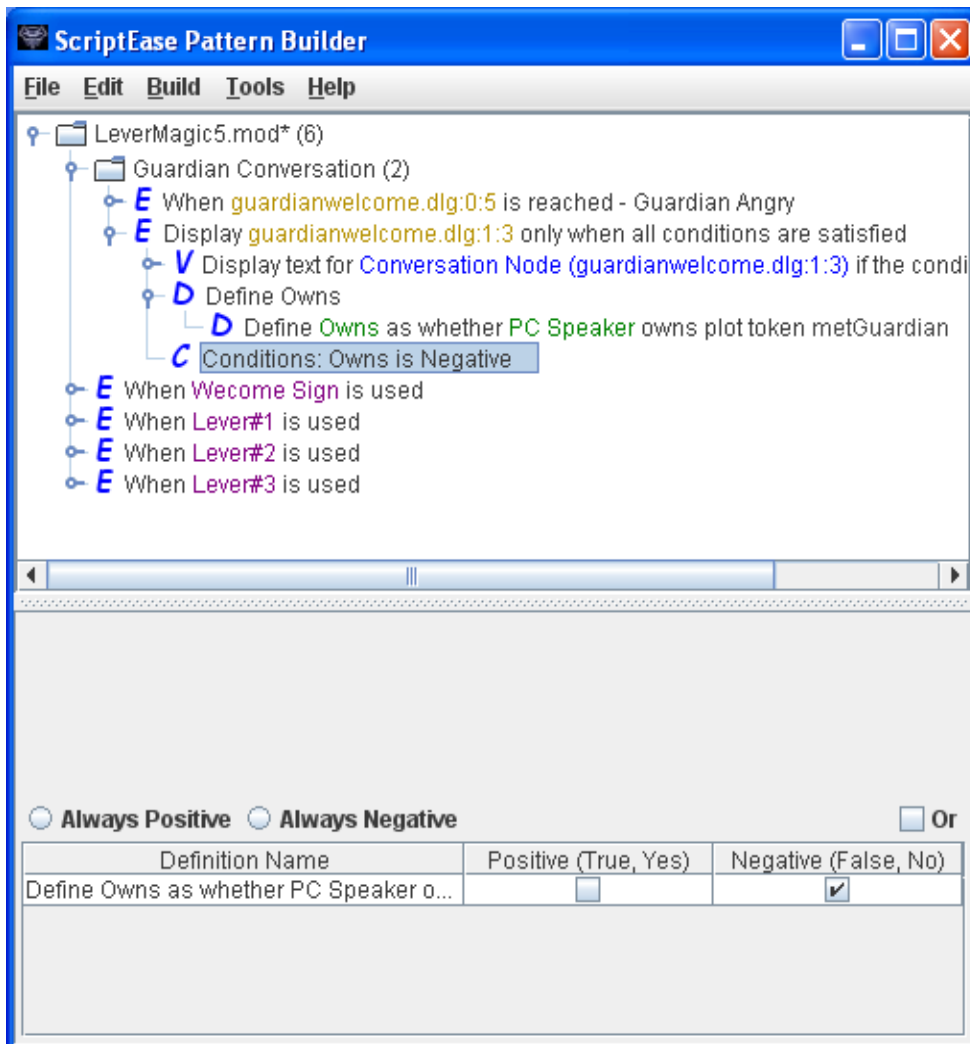 ScriptEase Pattern Builder
File Edit Build Tools Help
LeverMagic5.mod* (6)
Guardian Conversation (2)
E When guardianwelcome.dlg:0:5 is reached - Guardian Angry
E Display guardianwelcome.dlg:1:3 only when all conditions are satisfied
V Display text for Conversation Node (guardianwelcome.dlg:1:3) if the condi
D Define Owns
D Define Owns as whether PC Speaker owns plot token metGuardian
C Conditions: Owns is Negative
E When Wecome Sign is used
E When Lever#1 is used
E When Lever#2 is used
E When Lever#3 is used
Always Positive Always Negative Or
Definition Name Positive (True, Yes) Negative (False, No)
Define Owns as whether PC Speaker o...